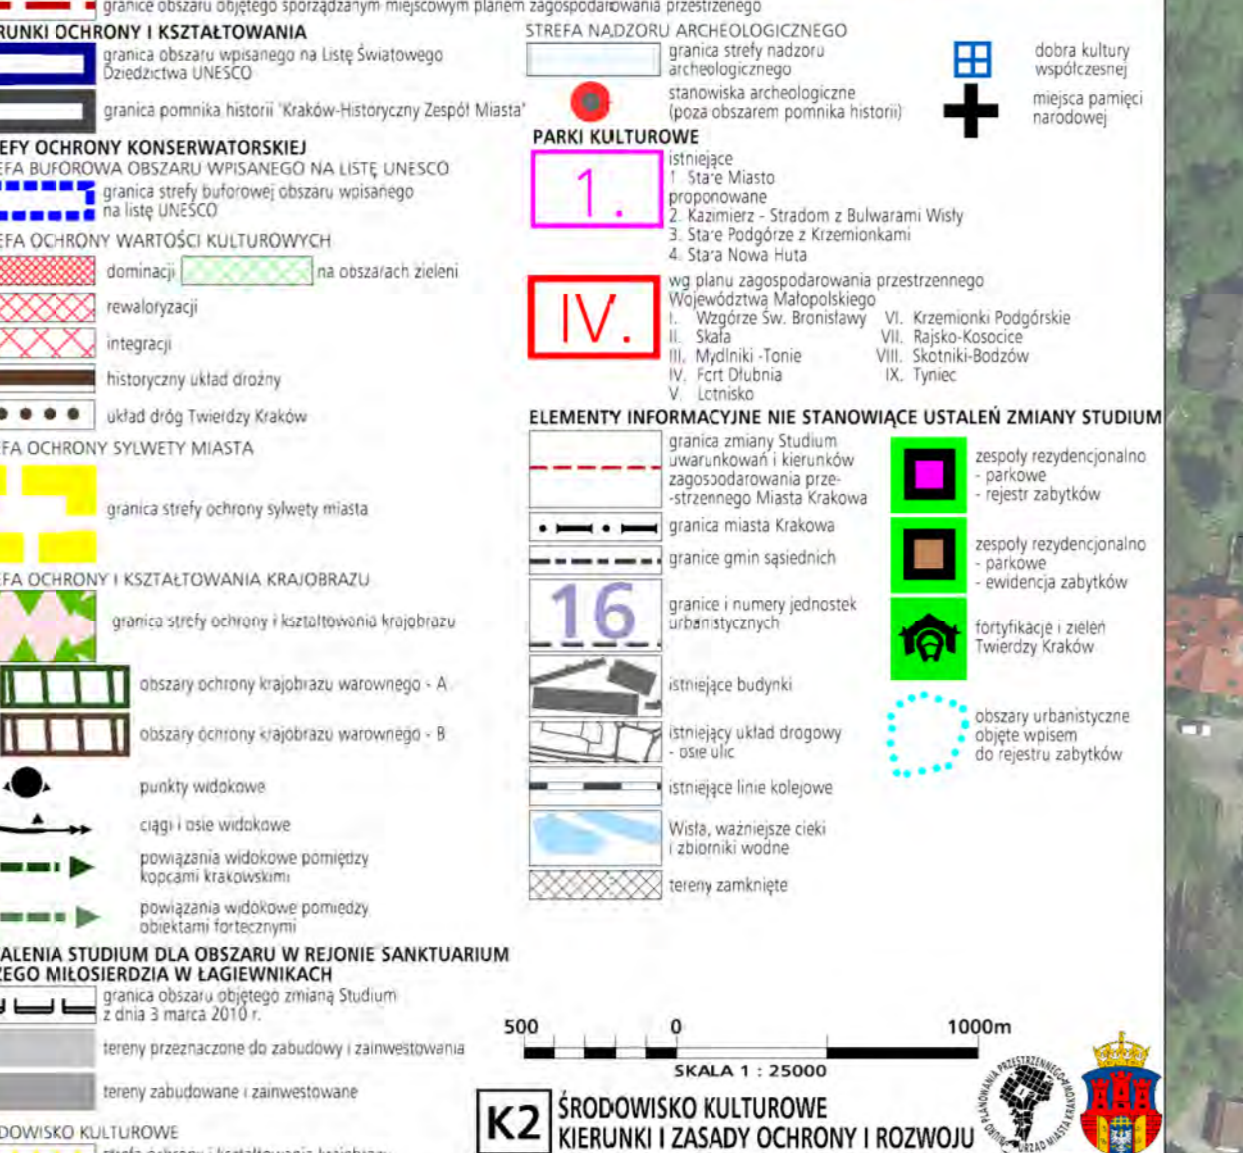 granice obszaru objętego sporządzanym miejscowym planem zagospodarowania przestrzenego
RUNKI OCHRONY I KSZTAŁTOWANIA
granica obszaru wpisanego na Listę Światowego
Dziedzictwa UNESCO
granica pomnika historii 'Kraków-Historyczny Zespół Miasta'
EFY OCHRONY KONSERWATORSKIEJ
EFA BUFOROWA OBSZARU WPISANEGO NA LISTĘ UNESCO
granica strefy buforowej obszaru wpisanego
na listę UNESCO
EFA OCHRONY WARTOŚCI KULTUROWYCH
dominacji
na obszarach zieleni
rewaloryzacji
integracji
historyczny układ drożny
układ dróg Twierdzy Kraków
EFA OCHRONY SYLWETY MIASTA
granica strefy ochrony sylwety miasta
EFA OCHRONY I KSZTAŁTOWANIA KRAJOBRAZU
granica strefy ochrony i kształtowania krajobrazu
obszary ochrony krajobrazu warownego - A
obszary ochrony krajobrazu warownego - B
punkty widokowe
ciągi i osie widokowe
powiązania widokowe pomiędzy
kopcami krakowskimi
powiązania widokowe pomiedzy
obiektami fortecznymi
ALENIA STUDIUM DLA OBSZARU W REJONIE SANKTUARIUM
ZEGO MIŁOSIERDZIA W ŁAGIEWNIKACH
granica obszaru objętego zmianą Studium
z dnia 3 marca 2010 r.
tereny przeznaczone do zabudowy i zainwestowania
tereny zabudowane i zainwestowane
DOWISKO KULTUROWE
strefa ochrony i kształtowania krajobrazu
STREFA NADZORU ARCHEOLOGICZNEGO
granica strefy nadzoru
archeologicznego
stanowiska archeologiczne
(poza obszarem pomnika historii)
dobra kultury
współczesnej
miejsca pamięci
narodowej
PARKI KULTUROWE
1.
istniejące
1 Stare Miasto
proponowane
2. Kazimierz - Stradom z Bulwarami Wisły
3. Stare Podgórze z Krzemionkami
4. Stara Nowa Huta
IV.
wg planu zagospodarowania przestrzennego
Województwa Małopolskiego
I. Wzgórze Św. Bronisławy
II. Skała
III. Mydlniki -Tonie
IV. Fort Dłubnia
V. Lotnisko
VI. Krzemionki Podgórskie
VII. Rajsko-Kosocice
VIII. Skotniki-Bodzów
IX. Tyniec
ELEMENTY INFORMACYJNE NIE STANOWIĄCE USTALEŃ ZMIANY STUDIUM
granica zmiany Studium
uwarunkowań i kierunków
zagospodarowania prze-
-strzennego Miasta Krakowa
granica miasta Krakowa
granice gmin sąsiednich
16
granice i numery jednostek
urbanistycznych
istniejące budynki
istniejący układ drogowy
- osie ulic
istniejące linie kolejowe
Wisła, ważniejsze cieki
i zbiorniki wodne
tereny zamknięte
zespoły rezydencjonalno
- parkowe
- rejestr zabytków
zespoły rezydencjonalno
- parkowe
- ewidencja zabytków
fortyfikacje i zieleń
Twierdzy Kraków
obszary urbanistyczne
objęte wpisem
do rejestru zabytków
500 0 1000m
SKALA 1 : 25000
K2
ŚRODOWISKO KULTUROWE
KIERUNKI I ZASADY OCHRONY I ROZWOJU
BIURO PLANOWANIA PRZESTRZENNEGO
URZĄD MIASTA KRAKOWA